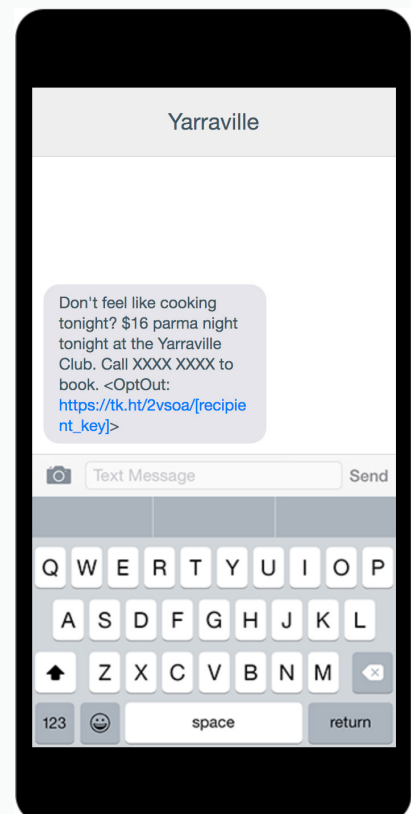 Yarraville
Don't feel like cooking
tonight? $16 parma night
tonight at the Yarraville
Club. Call XXXX XXXX to
book. <OptOut:
https://tk.ht/2vsoa/[recipie
nt_key]>
Text Message Send
Q W E R T Y U I O P
A S D F G H J K L
Z X C V B N M
123 space return